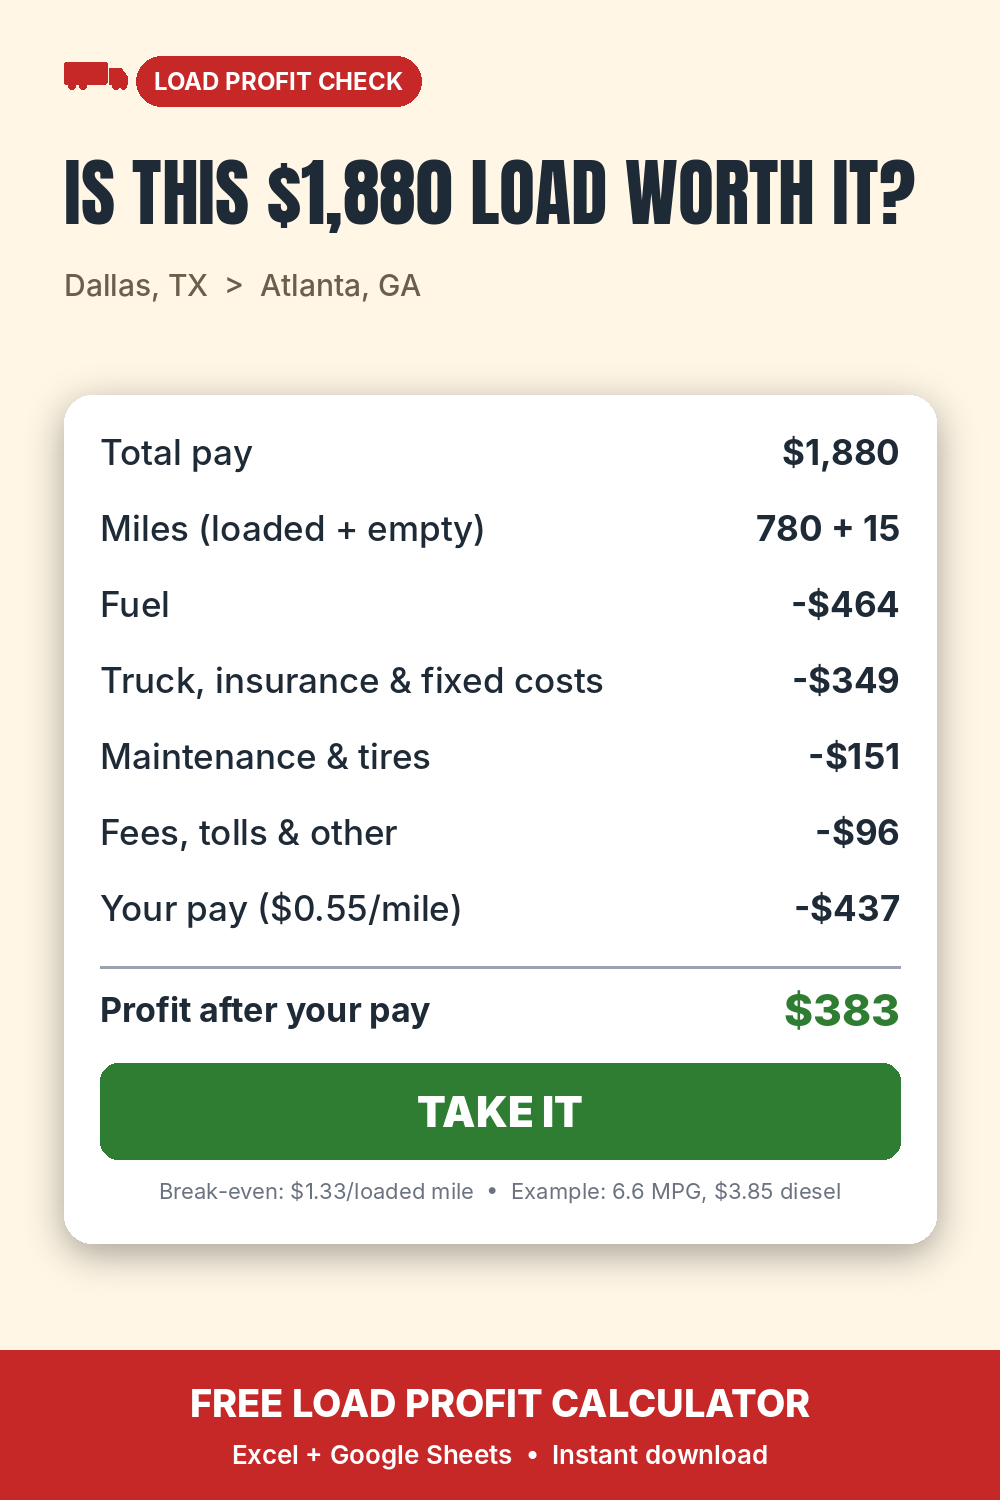 LOAD PROFIT CHECK
IS THIS $1,880 LOAD WORTH IT?
Dallas, TX > Atlanta, GA
Total pay $1,880
Miles (loaded + empty) 780 + 15
Fuel -$464
Truck, insurance & fixed costs -$349
Maintenance & tires -$151
Fees, tolls & other -$96
Your pay ($0.55/mile) -$437
Profit after your pay $383
TAKE IT
Break-even: $1.33/loaded mile • Example: 6.6 MPG, $3.85 diesel
FREE LOAD PROFIT CALCULATOR
Excel + Google Sheets • Instant download